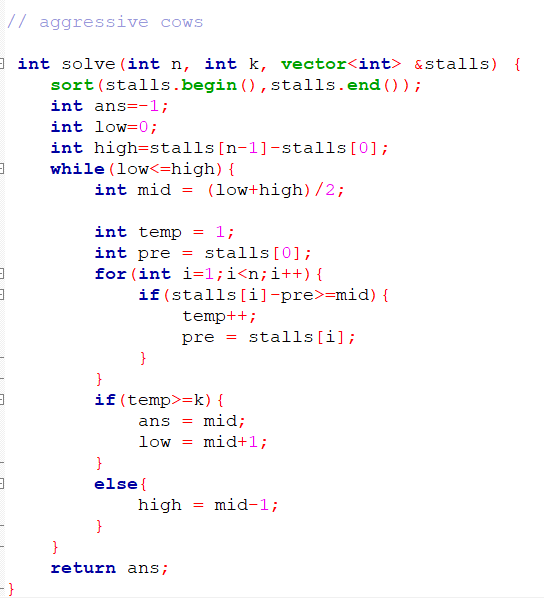 // aggressive cows
int solve(int n, int k, vector<int> &stalls) {
sort(stalls.begin(),stalls.end());
int ans=-1;
int low=0;
int high=stalls[n-1]-stalls[0];
while(low<=high){
int mid = (low+high)/2;
int temp = 1;
int pre = stalls[0];
for(int i=1;i<n;i++){
if(stalls[i]-pre>=mid){
temp++;
pre = stalls[i];
}
}
if(temp>=k){
ans = mid;
low = mid+1;
}
else{
high = mid-1;
}
}
return ans;
}